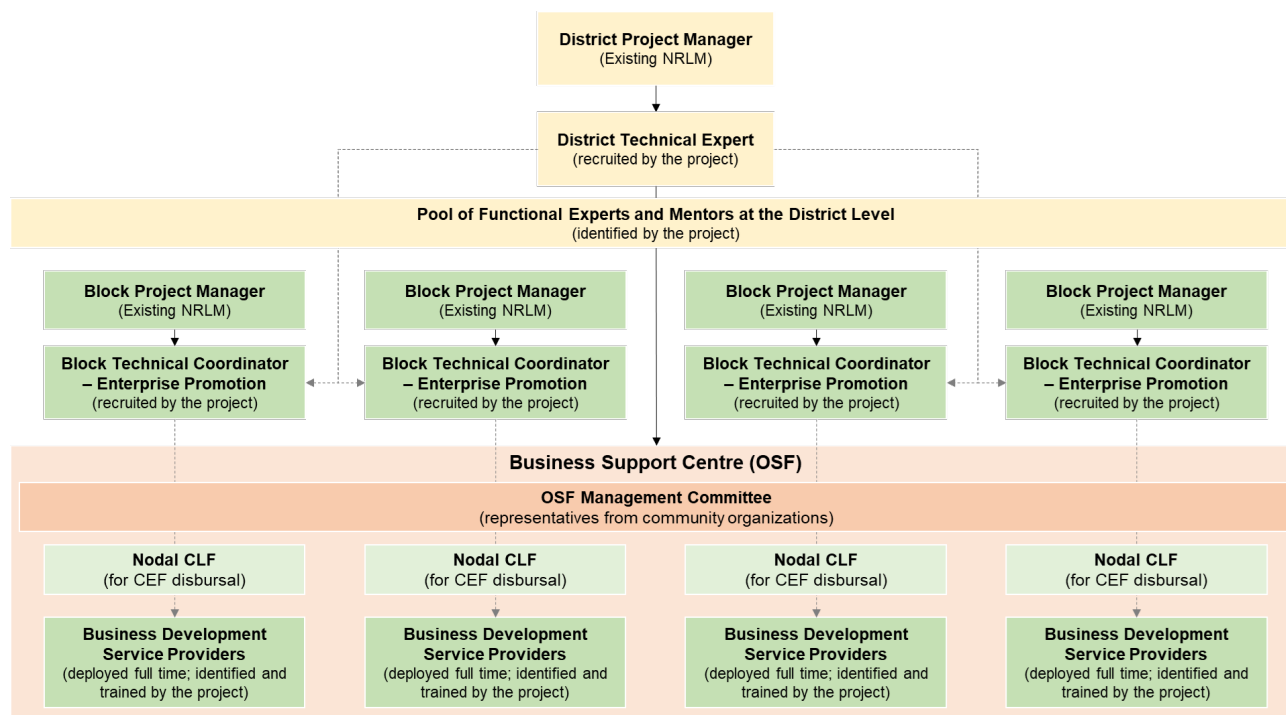 District Project Manager
(Existing NRLM)
District Technical Expert
(recruited by the project)
Pool of Functional Experts and Mentors at the District Level
(identified by the project)
Block Project Manager
(Existing NRLM)
Block Project Manager
(Existing NRLM)
Block Project Manager
(Existing NRLM)
Block Project Manager
(Existing NRLM)
Block Technical Coordinator
– Enterprise Promotion
(recruited by the project)
Block Technical Coordinator
– Enterprise Promotion
(recruited by the project)
Block Technical Coordinator
– Enterprise Promotion
(recruited by the project)
Block Technical Coordinator
– Enterprise Promotion
(recruited by the project)
Business Support Centre (OSF)
OSF Management Committee
(representatives from community organizations)
Nodal CLF
(for CEF disbursal)
Nodal CLF
(for CEF disbursal)
Nodal CLF
(for CEF disbursal)
Nodal CLF
(for CEF disbursal)
Business Development
Service Providers
(deployed full time; identified and
trained by the project)
Business Development
Service Providers
(deployed full time; identified and
trained by the project)
Business Development
Service Providers
(deployed full time; identified and
trained by the project)
Business Development
Service Providers
(deployed full time; identified and
trained by the project)